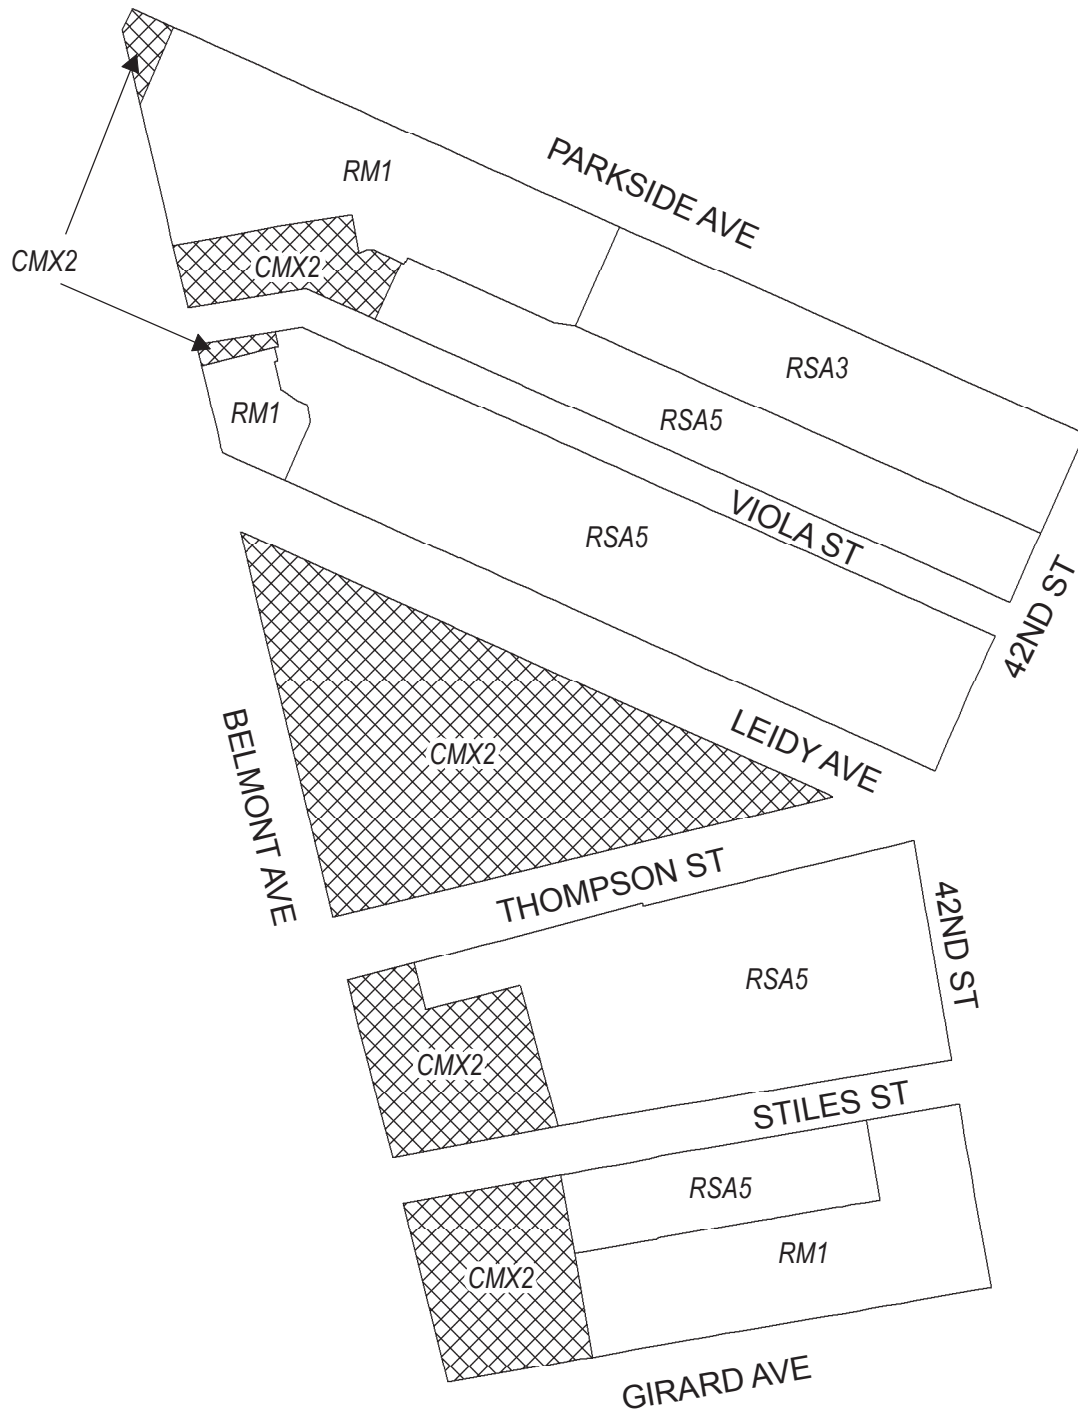 RM1
PARKSIDE AVE
CMX2
CMX2
RSA3
RM1
RSA5
VIOLA ST
RSA5
42ND ST
BELMONT AVE
CMX2
LEIDY AVE
THOMPSON ST
42ND ST
RSA5
CMX2
STILES ST
RSA5
RM1
CMX2
GIRARD AVE